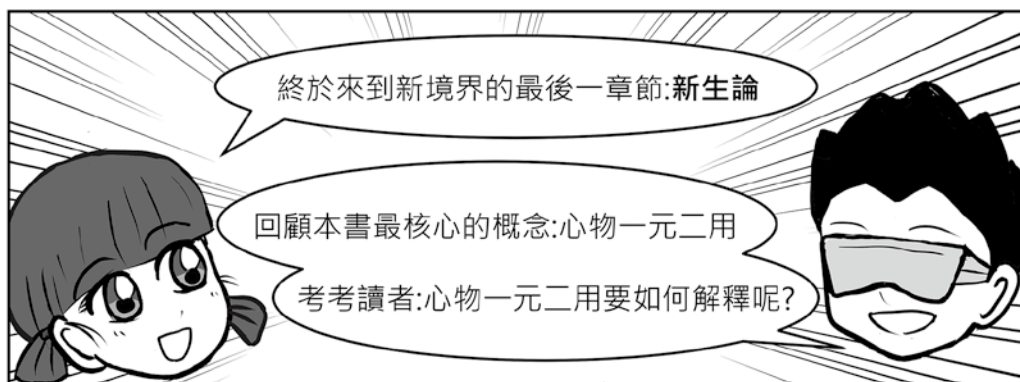 終於來到新境界的最後一章節:新生論
回顧本書最核心的概念:心物一元二用
考考讀者:心物一元二用要如何解釋呢?